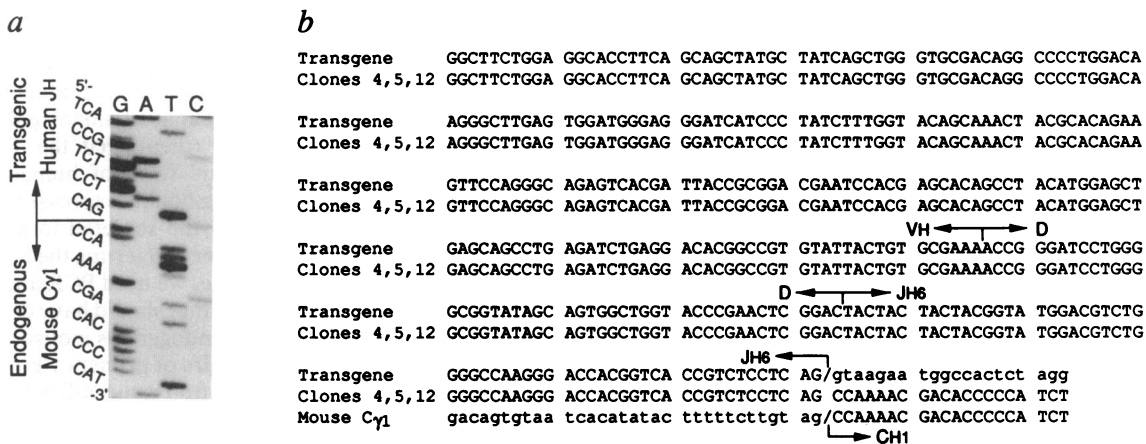 a
b
5'-
G A T C
Transgenic
Human JH
TCA
CCG
TCT
CCT
CAG
Endogenous
Mouse Cγ1
CCA
AAA
CGA
CAC
CCC
CAT
-3'
Transgene GGCTTCTGGA GGCACCTTCA GCAGCTATGC TATCAGCTGG GTGCGACAGG CCCCTGGACA
Clones 4,5,12 GGCTTCTGGA GGCACCTTCA GCAGCTATGC TATCAGCTGG GTGCGACAGG CCCCTGGACA
Transgene AGGGCTTGAG TGGATGGGAG GGATCATCCC TATCTTTGGT ACAGCAAACT ACGCACAGAA
Clones 4,5,12 AGGGCTTGAG TGGATGGGAG GGATCATCCC TATCTTTGGT ACAGCAAACT ACGCACAGAA
Transgene GTTCCAGGGC AGAGTCACGA TTACCGCGGA CGAATCCACG AGCACAGCCT ACATGGAGCT
Clones 4,5,12 GTTCCAGGGC AGAGTCACGA TTACCGCGGA CGAATCCACG AGCACAGCCT ACATGGAGCT
VH D
Transgene GAGCAGCCTG AGATCTGAGG ACACGGCCGT GTATTACTGT GCGAAAACCG GGATCCTGGG
Clones 4,5,12 GAGCAGCCTG AGATCTGAGG ACACGGCCGT GTATTACTGT GCGAAAACCG GGATCCTGGG
D JH6
Transgene GCGGTATAGC AGTGGCTGGT ACCCGAACTC GGACTACTAC TACTACGGTA TGGACGTCTG
Clones 4,5,12 GCGGTATAGC AGTGGCTGGT ACCCGAACTC GGACTACTAC TACTACGGTA TGGACGTCTG
JH6
Transgene GGGCCAAGGG ACCACGGTCA CCGTCTCCTC AG/gtaagaa tggccactct agg
Clones 4,5,12 GGGCCAAGGG ACCACGGTCA CCGTCTCCTC AG CCAAAAC GACACCCCCA TCT
Mouse Cγ1 gacagtgtaa tcacatatac tttttcttgt ag/CCAAAAC GACACCCCCA TCT
CH1